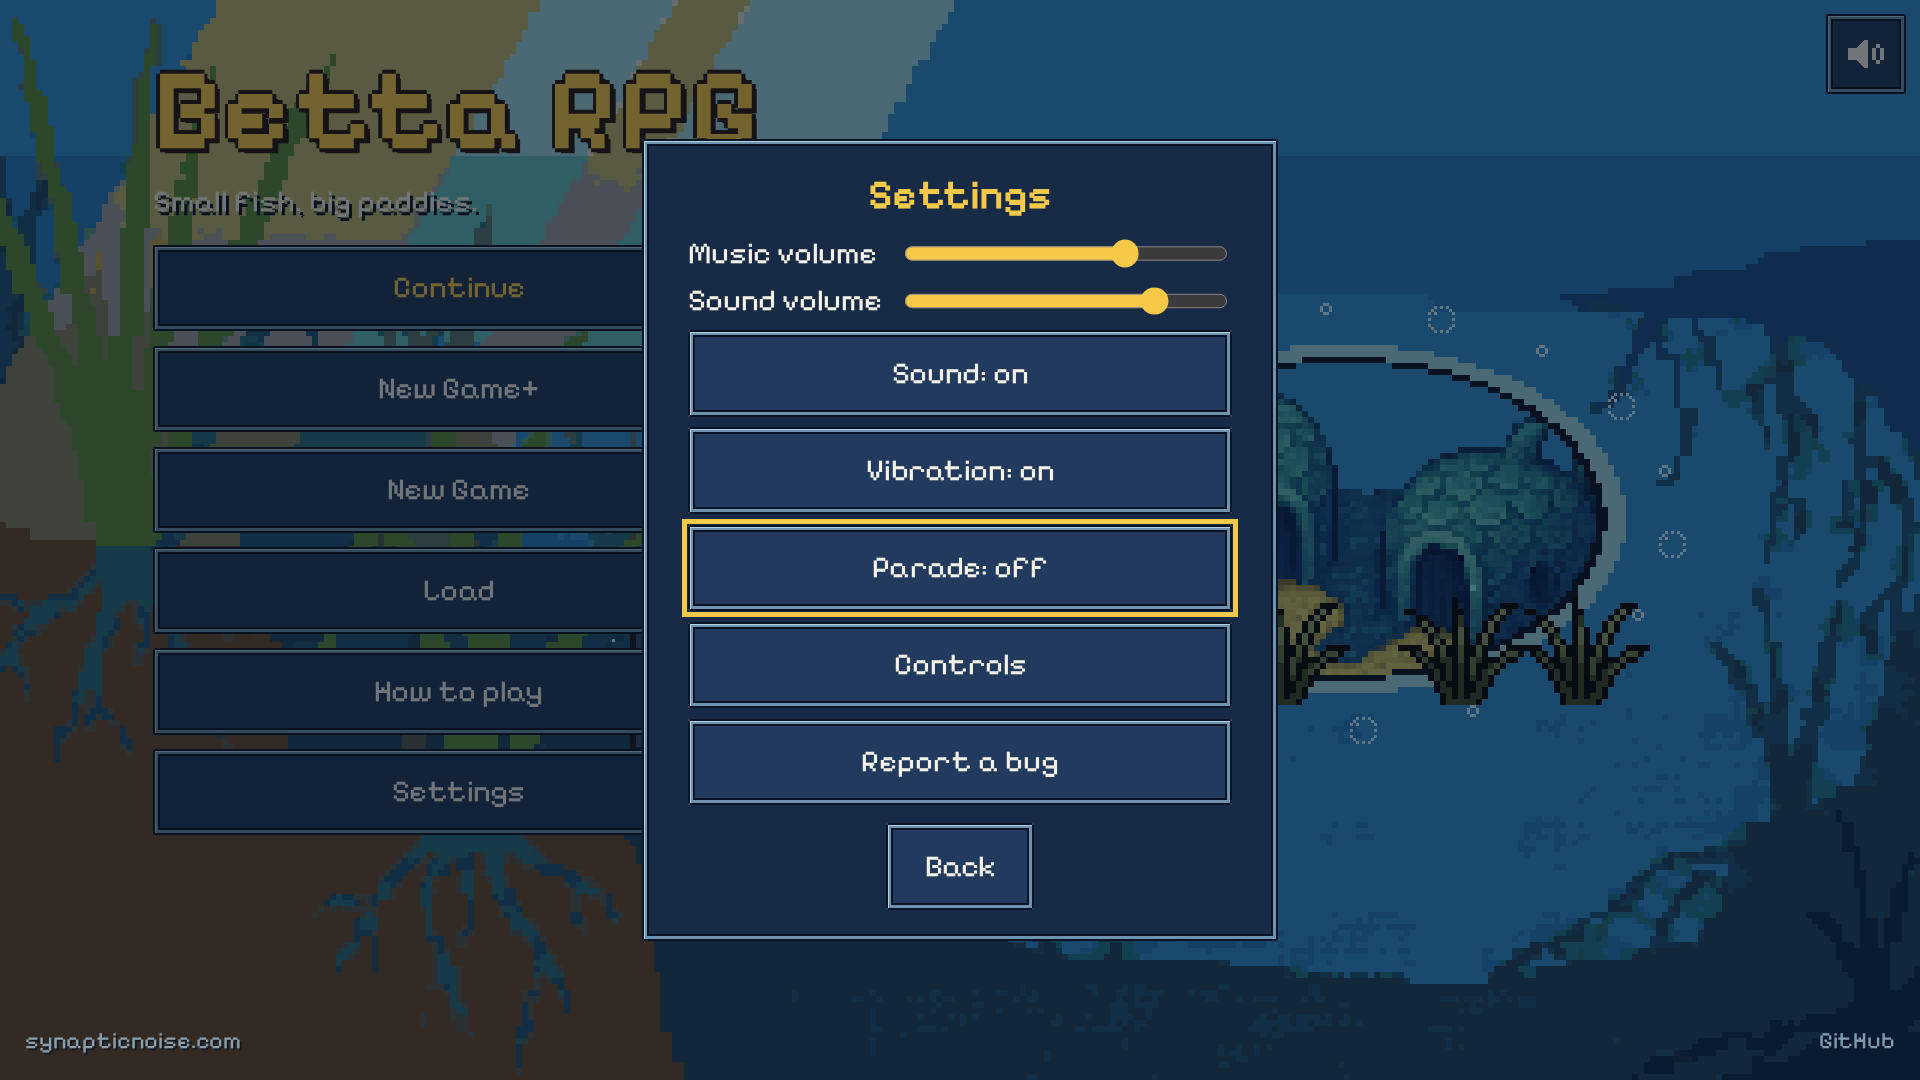 Betta RPG
Small fish, big paddies.
Continue
New Game+
New Game
Load
How to play
Settings
Settings
Music volume
Sound volume
Sound: on
Vibration: on
Parade: off
Controls
Report a bug
Back
synapticnoise.com
GitHub